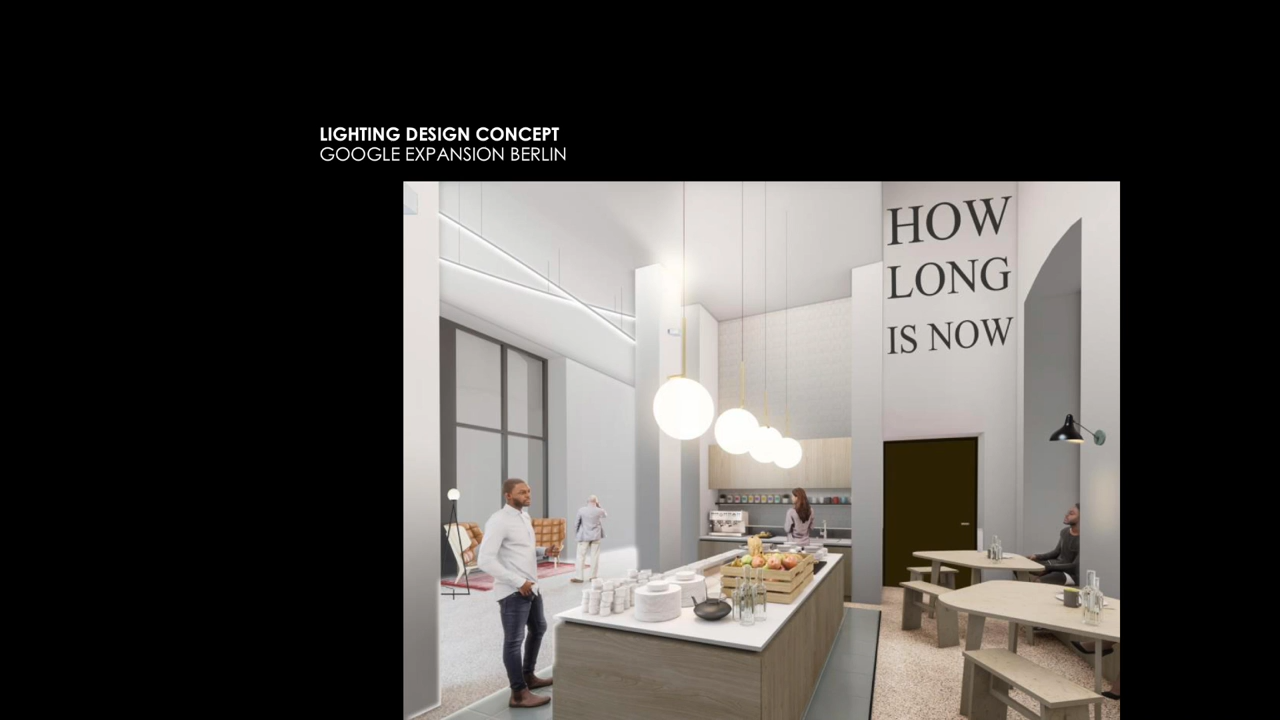 LIGHTING DESIGN CONCEPT
GOOGLE EXPANSION BERLIN
HOW
LONG
IS NOW